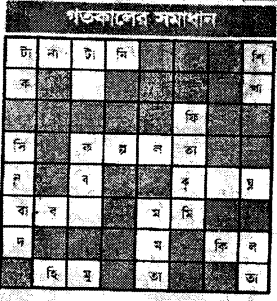 গতকালের সমাধান
টা না টা নি শি
ক খা
ফি
সি ক ল্প ল তা
ন ব কৃ ঘ্ন
বা ব ম মি
দ ম কি ল
হি মু তা তা